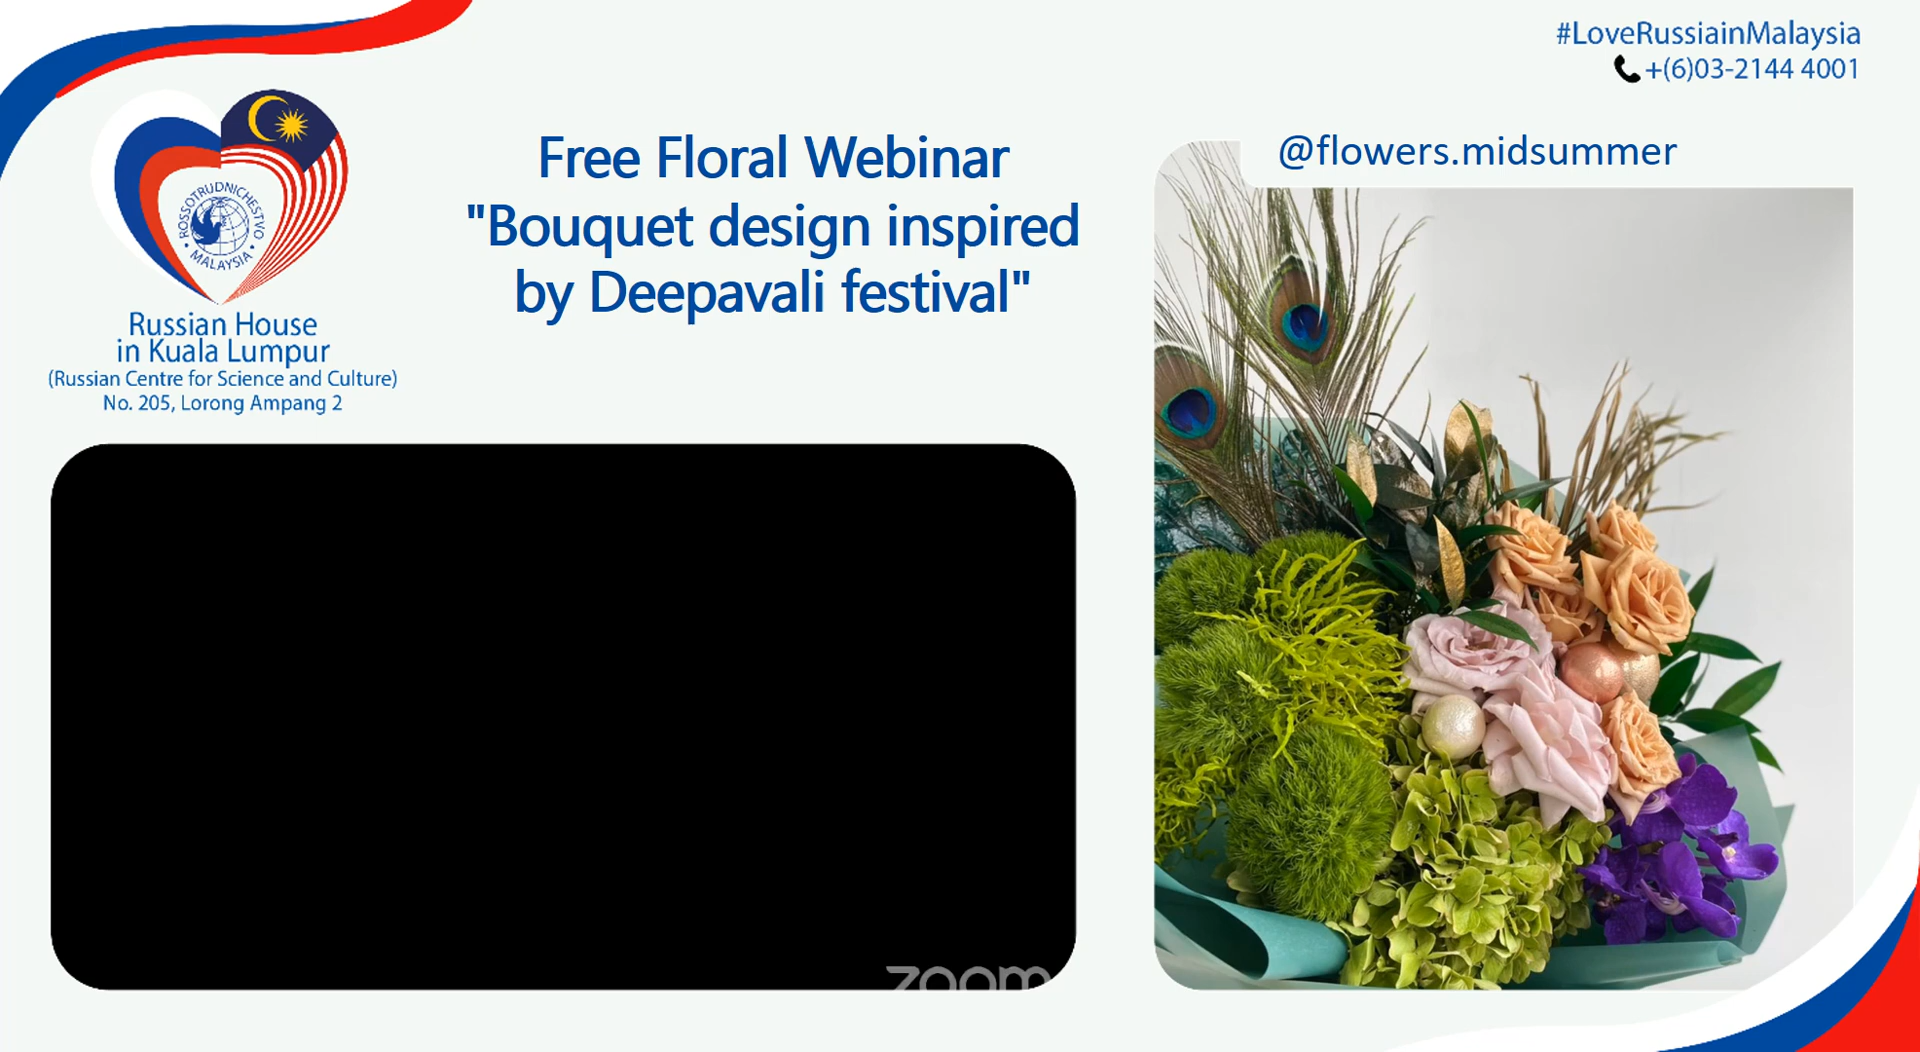 #LoveRussiainMalaysia
+(6)03-2144 4001
ROSSOTRUDNICHESTVO
MALAYSIA
Russian House
in Kuala Lumpur
(Russian Centre for Science and Culture)
No. 205, Lorong Ampang 2
Free Floral Webinar
"Bouquet design inspired
by Deepavali festival"
@flowers.midsummer
zoom